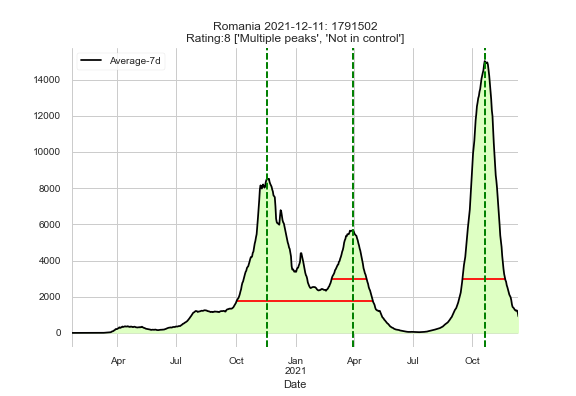 Romania 2021-12-11: 1791502
Rating:8 ['Multiple peaks', 'Not in control']
Average-7d
14000
12000
10000
8000
6000
4000
2000
0
Apr Jul Oct Jan Apr Jul Oct
2021
Date